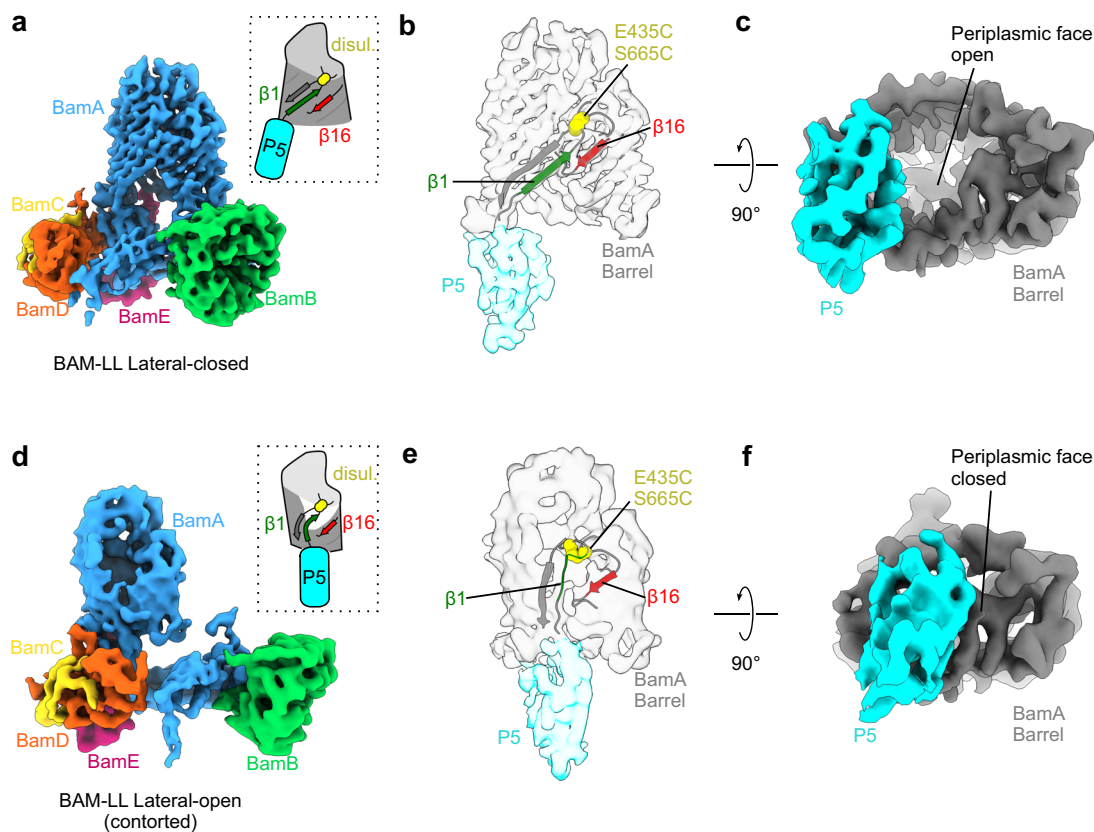 a
disul.
β1
β16
P5
BamA
BamC
BamD
BamE
BamB
BAM-LL Lateral-closed
b
E435C
S665C
β16
β1
BamA
Barrel
P5
c
Periplasmic face
open
90°
P5
BamA
Barrel
d
disul.
β1
β16
P5
BamA
BamC
BamD
BamE
BamB
BAM-LL Lateral-open
(contorted)
e
E435C
S665C
β1
β16
BamA
Barrel
P5
f
Periplasmic face
closed
90°
P5
BamA
Barrel